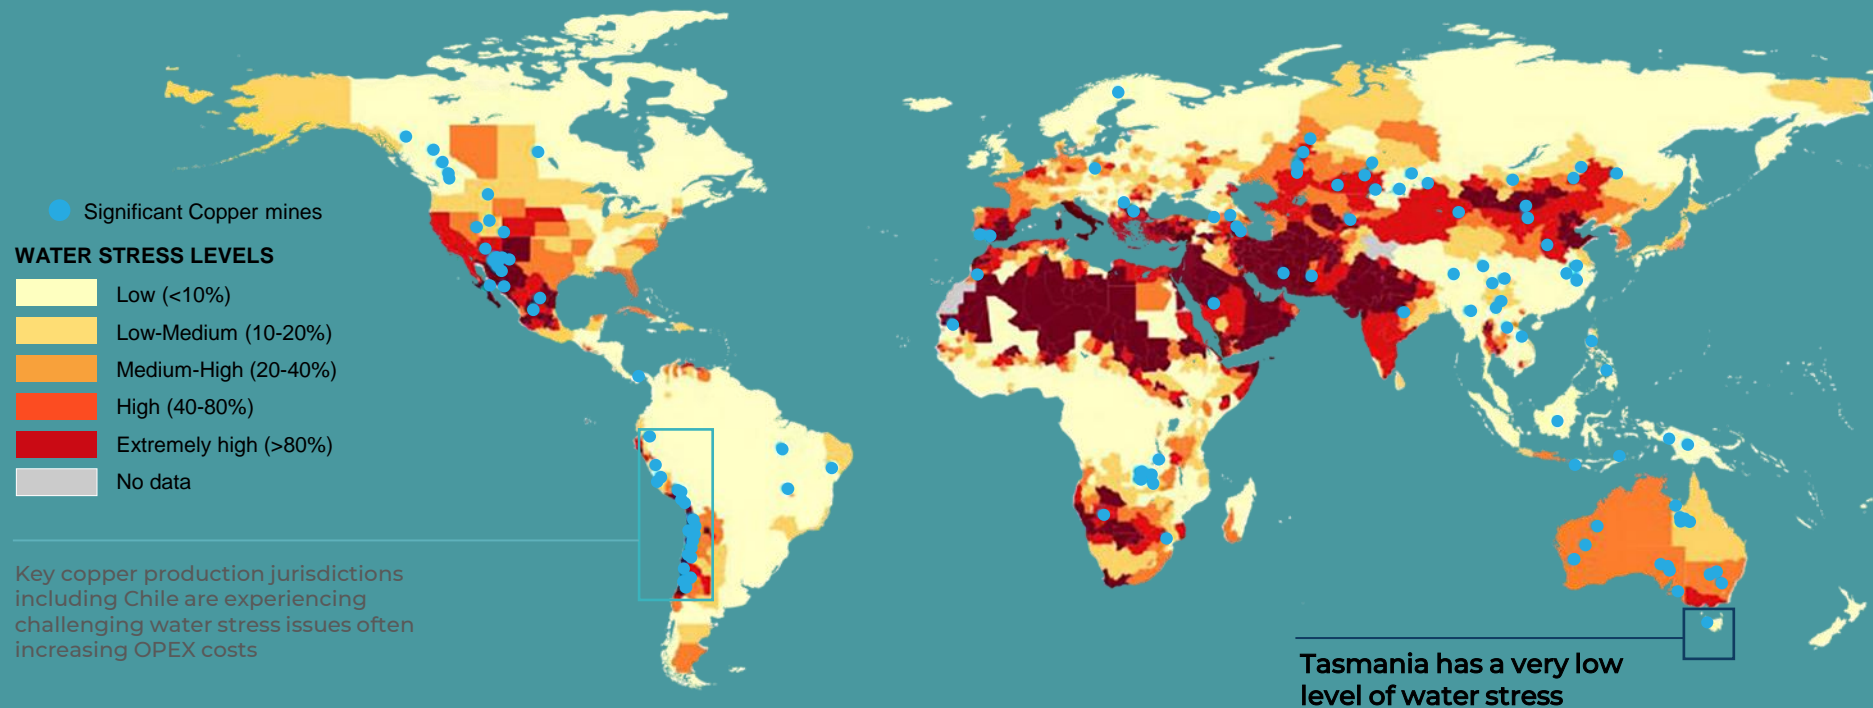 Significant Copper mines
WATER STRESS LEVELS
Low (<10%)
Low-Medium (10-20%)
Medium-High (20-40%)
High (40-80%)
Extremely high (>80%)
No data
Key copper production jurisdictions
including Chile are experiencing
challenging water stress issues often
increasing OPEX costs
Tasmania has a very low
level of water stress